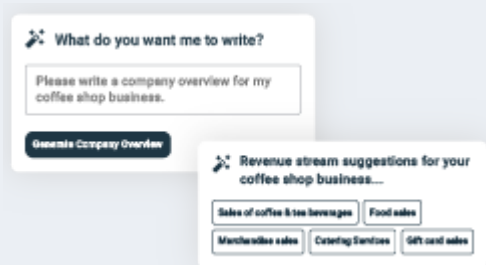 What do you want me to write?
Please write a company overview for my
coffee shop business.
Generate Company Overview
Revenue stream suggestions for your
coffee shop business...
Sales of coffee & tea beverages Food sales
Merchandise sales Catering Services Gift card sales